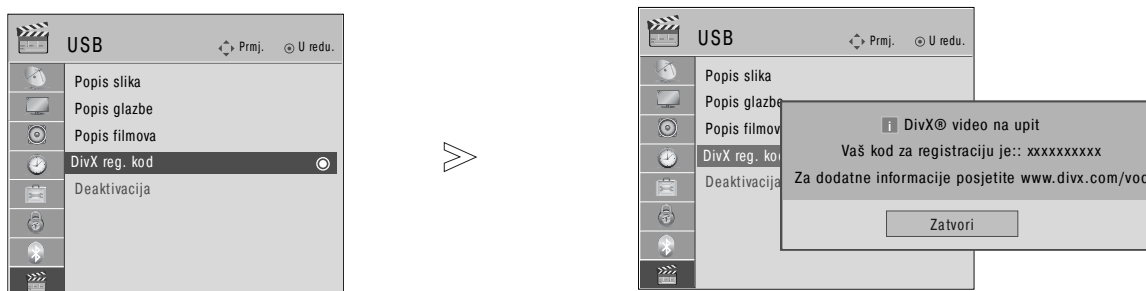 USB Prmj. U redu.
Popis slika
Popis glazbe
Popis filmova
DivX reg. kod
Deaktivacija
USB Prmj. U redu.
Popis slika
Popis glazbe
Popis filmov
DivX reg. ko
Deaktivacija
i DivX® video na upit
Vaš kod za registraciju je:: xxxxxxxxxx
Za dodatne informacije posjetite www.divx.com/vod
Zatvori